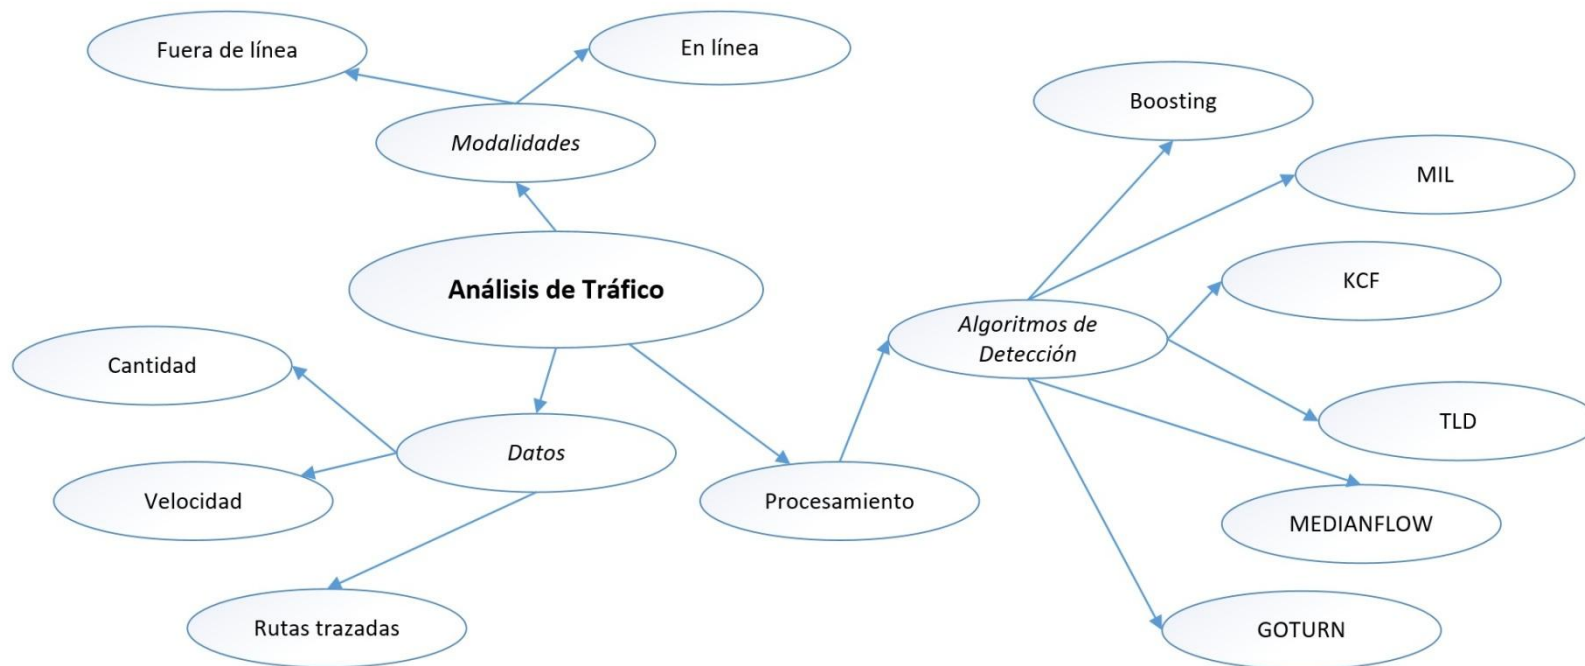 Fuera de línea
En línea
Modalidades
Análisis de Tráfico
Cantidad
Datos
Velocidad
Rutas trazadas
Procesamiento
Algoritmos de
Detección
Boosting
MIL
KCF
TLD
MEDIANFLOW
GOTURN